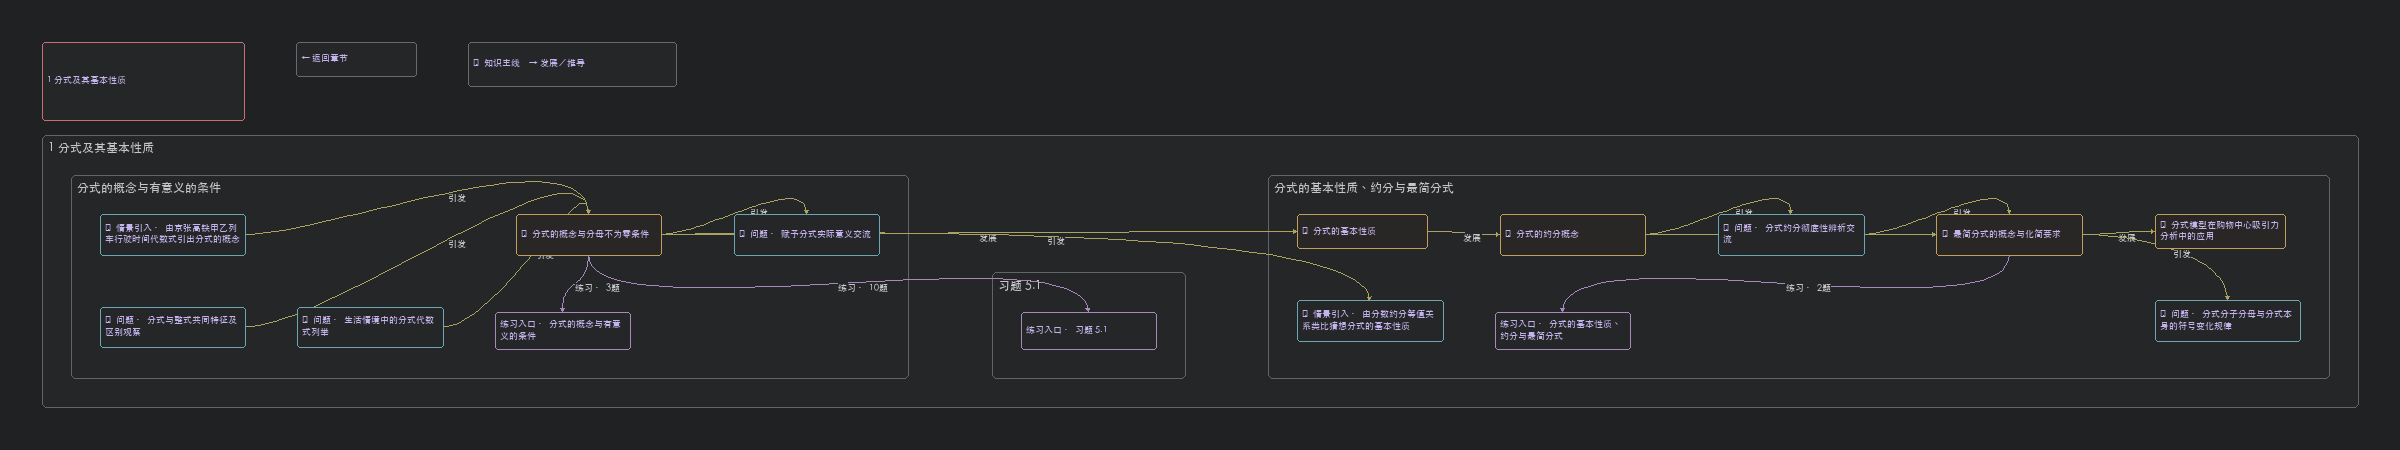 1 分式及其基本性质
← 返回章节
知识主线 → 发展／推导
1 分式及其基本性质
分式的概念与有意义的条件
情景引入 · 由京张高铁甲乙列
车行驶时间代数式引出分式的概念
引发
引发
引发
分式的概念与分母不为零条件
引发
问题 · 赋予分式实际意义交流
问题 · 分式与整式共同特征及
区别观察
问题 · 生活情境中的分式代数
式列举
练习 · 3题
练习 · 10题
练习入口 · 分式的概念与有意
义的条件
发展
引发
习题 5.1
练习入口 · 习题 5.1
分式的基本性质、约分与最简分式
分式的基本性质
发展
分式的约分概念
引发
问题 · 分式约分彻底性辨析交
流
引发
最简分式的概念与化简要求
发展
引发
分式模型在购物中心吸引力
分析中的应用
情景引入 · 由分数约分等值关
系类比猜想分式的基本性质
练习 · 2题
练习入口 · 分式的基本性质、
约分与最简分式
问题 · 分式分子分母与分式本
身的符号变化规律